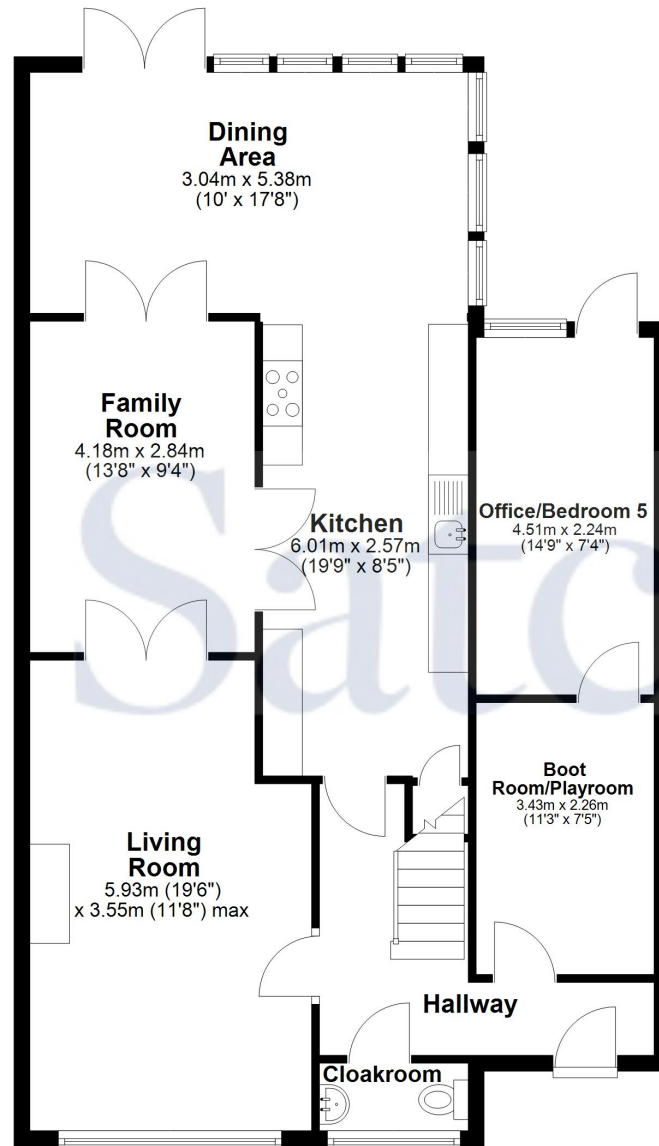 Dining
Area
3.04m x 5.38m
(10' x 17'8")
Family
Room
4.18m x 2.84m
(13'8" x 9'4")
Kitchen
6.01m x 2.57m
(19'9" x 8'5")
Office/Bedroom 5
4.51m x 2.24m
(14'9" x 7'4")
Satc
Boot
Room/Playroom
3.43m x 2.26m
(11'3" x 7'5")
Living
Room
5.93m (19'6")
x 3.55m (11'8") max
Hallway
Cloakroom